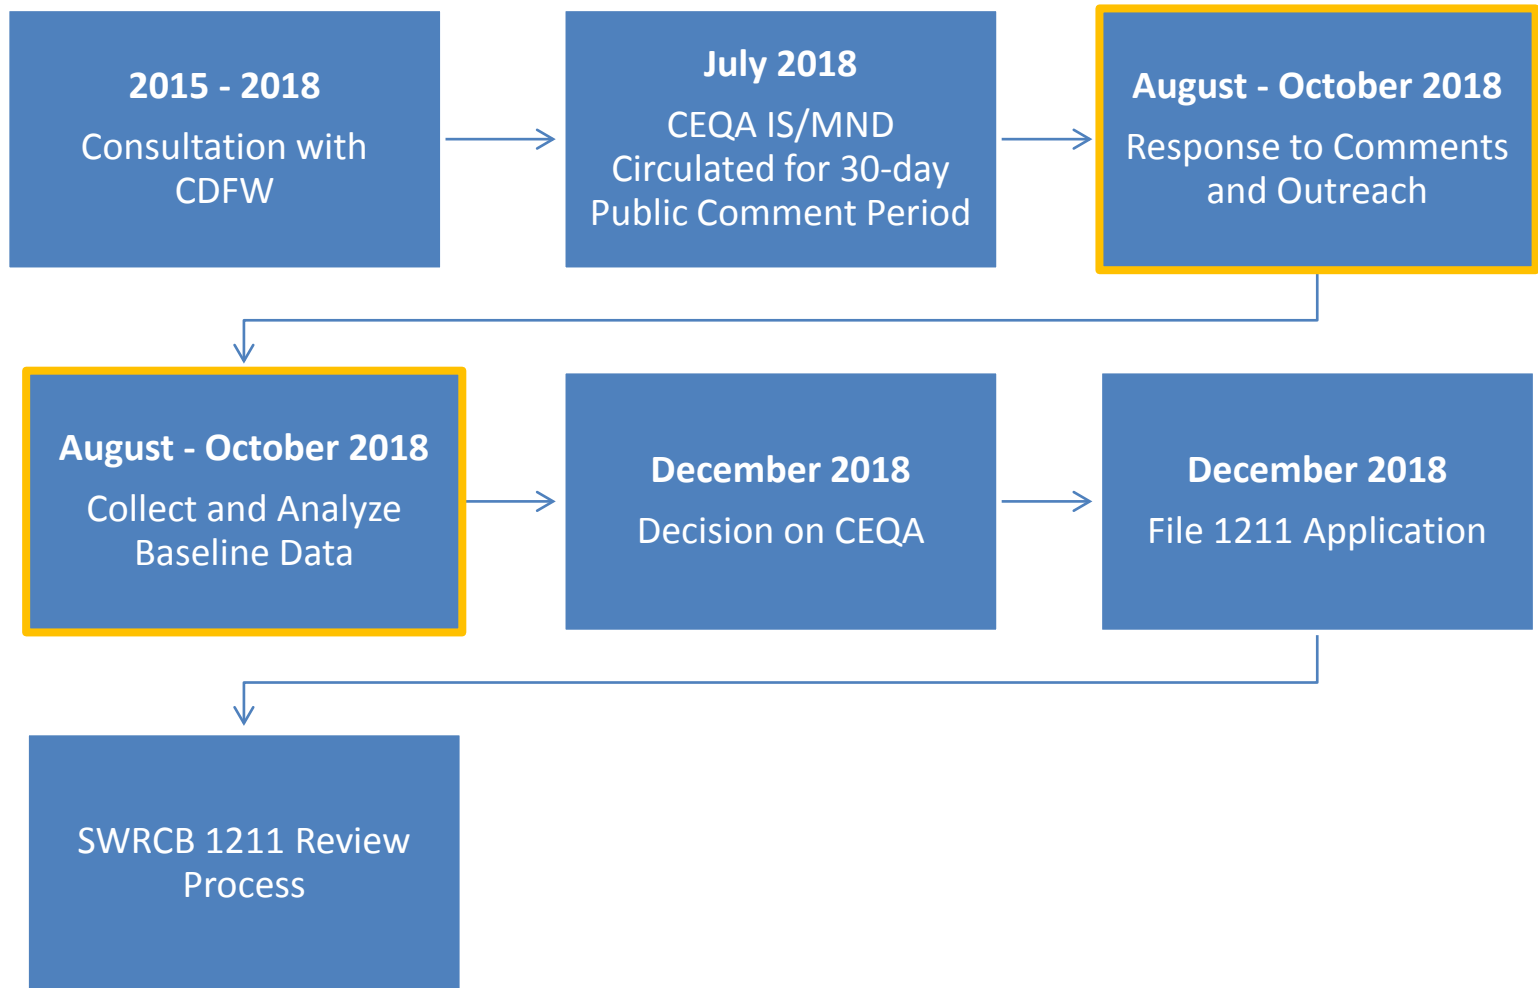 2015 - 2018
Consultation with
CDFW
July 2018
CEQA IS/MND
Circulated for 30-day
Public Comment Period
August - October 2018
Response to Comments
and Outreach
August - October 2018
Collect and Analyze
Baseline Data
December 2018
Decision on CEQA
December 2018
File 1211 Application
SWRCB 1211 Review
Process